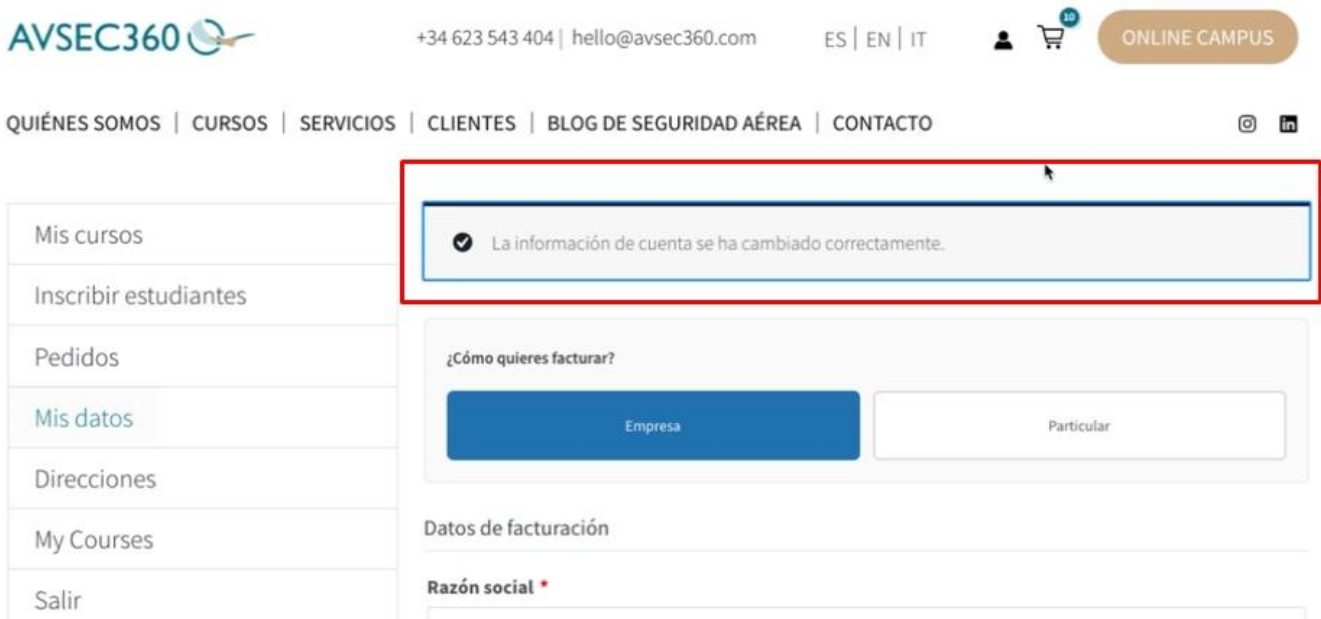 AVSEC360
+34 623 543 404 | hello@avsec360.com
ES | EN | IT
10
ONLINE CAMPUS
QUIÉNES SOMOS | CURSOS | SERVICIOS | CLIENTES | BLOG DE SEGURIDAD AÉREA | CONTACTO
Mis cursos
Inscribir estudiantes
Pedidos
Mis datos
Direcciones
My Courses
Salir
La información de cuenta se ha cambiado correctamente.
¿Cómo quieres facturar?
Empresa
Particular
Datos de facturación
Razón social *